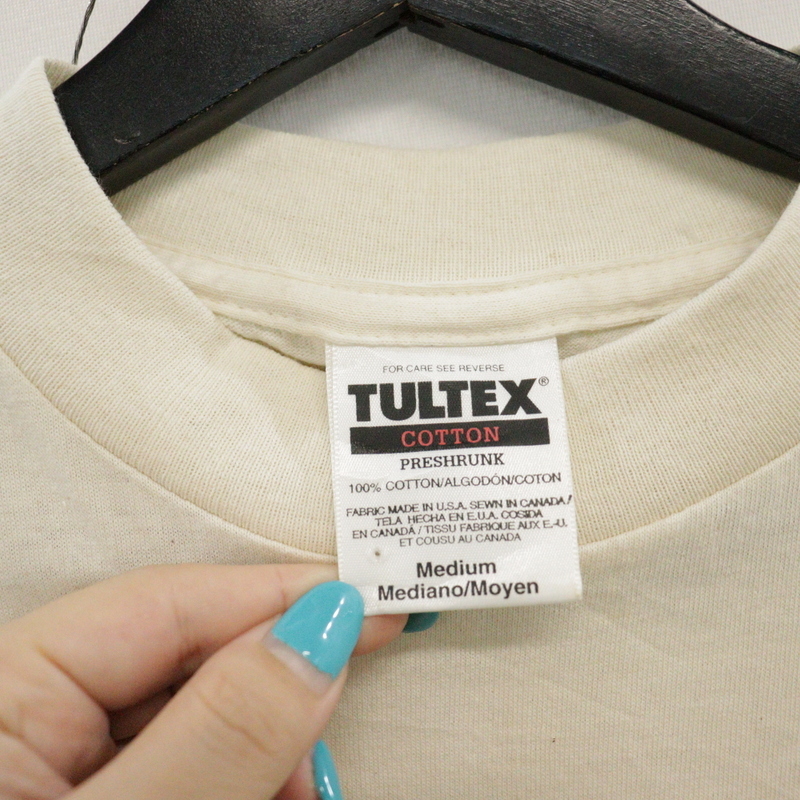 FOR CARE SEE REVERSE
TULTEX®
COTTON
PRESHRUNK
100% COTTON/ALGODÓN/COTON
FABRIC MADE IN U.S.A. SEWN IN CANADA/
TELA HECHA EN E.U.A. COSIDA
EN CANADÁ / TISSU FABRIQUE AUX E.-U.
ET COUSU AU CANADA
Medium
Mediano/Moyen